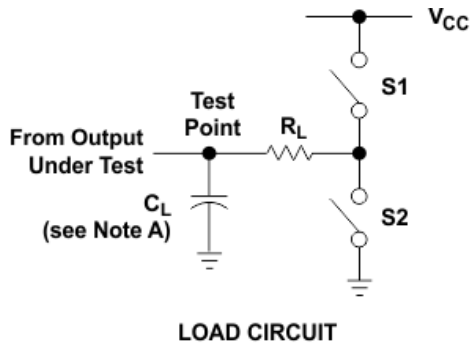 VCC
S1
Test
Point
RL
From Output
Under Test
CL
(see Note A)
S2
LOAD CIRCUIT